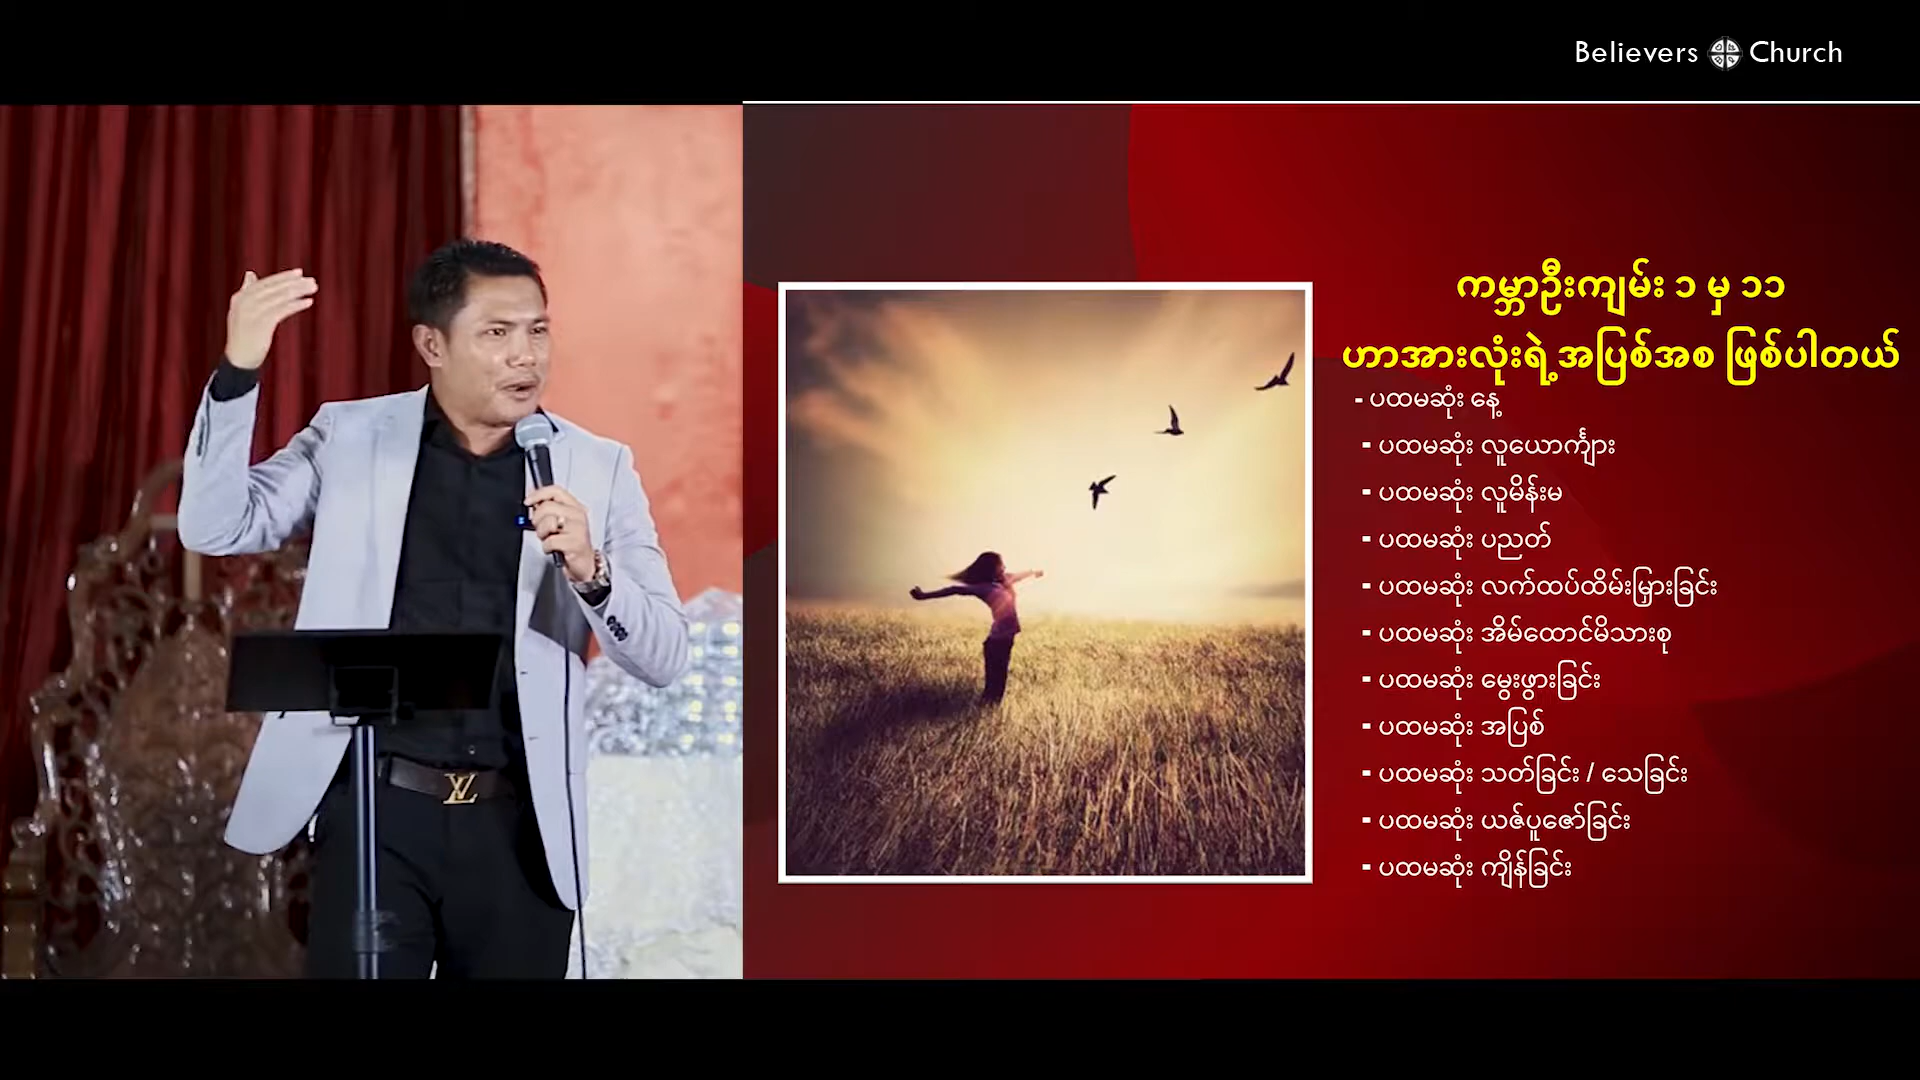 Believers Church
ကမ္ဘာဦးကျမ်း ၁ မှ ၁၁
ဟာအားလုံးရဲ့အပြစ်အစ ဖြစ်ပါတယ်
- ပထမဆုံး နေ့
- ပထမဆုံး လူယောင်္ကျား
- ပထမဆုံး လူမိန်းမ
- ပထမဆုံး ပညတ်
- ပထမဆုံး လက်ထပ်ထိမ်းမြှားခြင်း
- ပထမဆုံး အိမ်ထောင်မိသားစု
- ပထမဆုံး မွေးဖွားခြင်း
- ပထမဆုံး အပြစ်
- ပထမဆုံး သတ်ခြင်း / သေခြင်း
- ပထမဆုံး ယဇ်ပူဇော်ခြင်း
- ပထမဆုံး ကျိန်ခြင်း